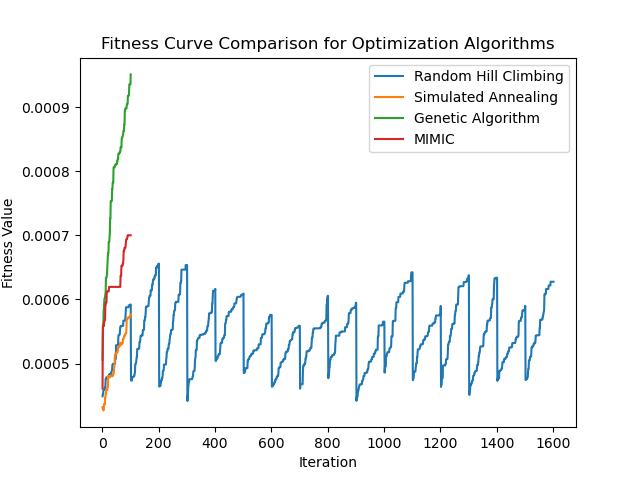 Fitness Curve Comparison for Optimization Algorithms
Random Hill Climbing
Simulated Annealing
Genetic Algorithm
MIMIC
Fitness Value
0.0009
0.0008
0.0007
0.0006
0.0005
0 200 400 600 800 1000 1200 1400 1600
Iteration